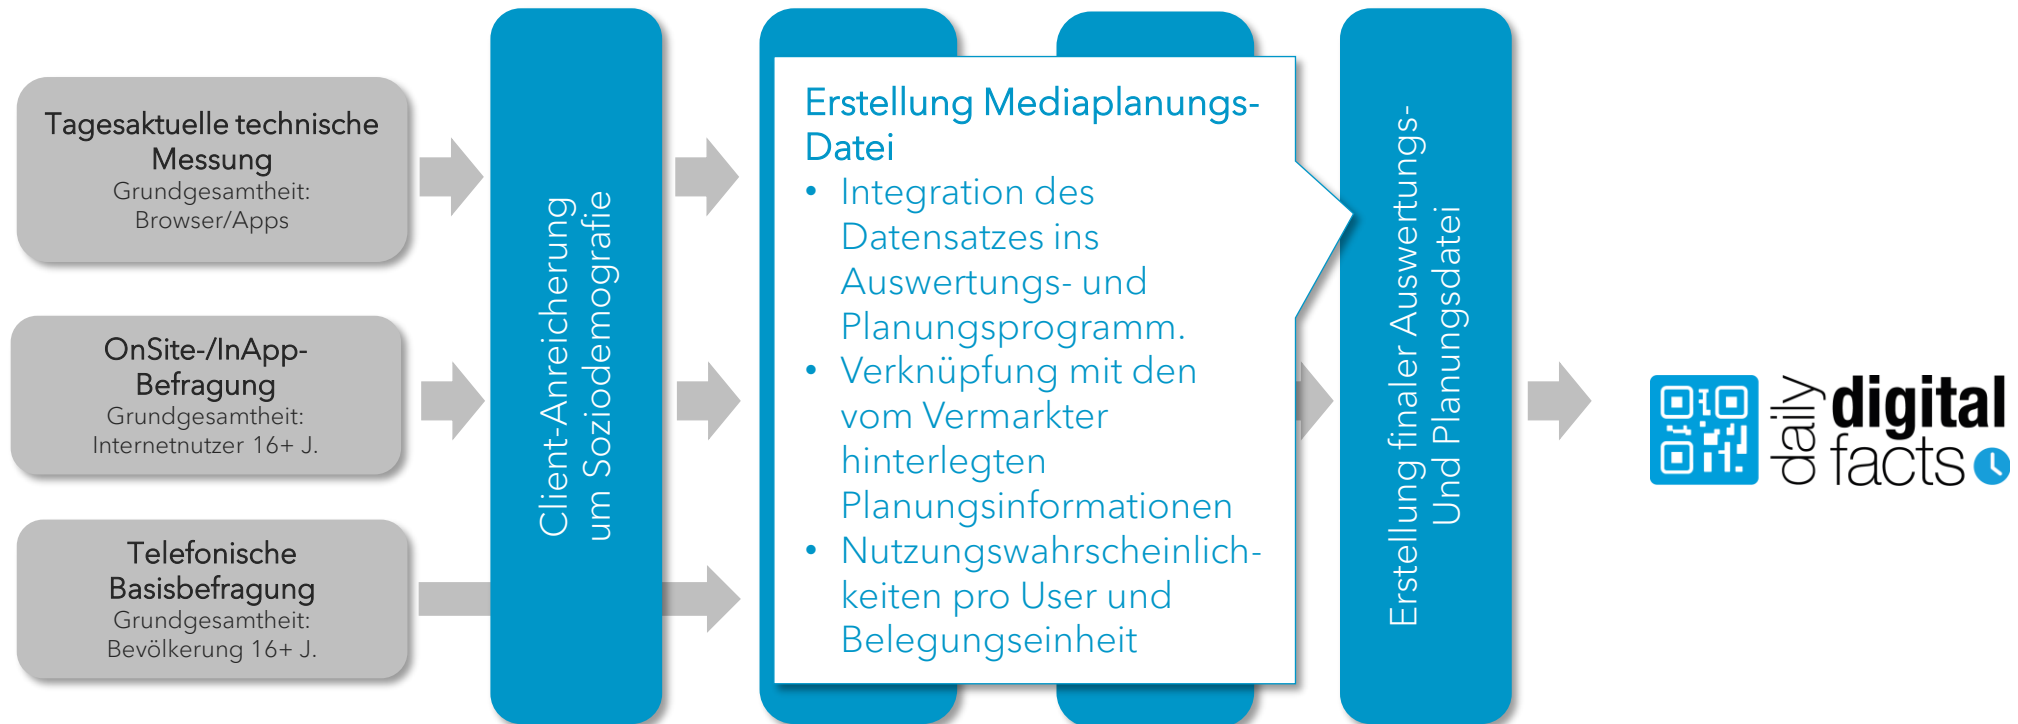 Tagesaktuelle technische
Messung
Grundgesamtheit:
Browser/Apps
OnSite-/InApp-
Befragung
Grundgesamtheit:
Internetnutzer 16+ J.
Telefonische
Basisbefragung
Grundgesamtheit:
Bevölkerung 16+ J.
Client-Anreicherung
um Soziodemografie
Erstellung Mediaplanungs-
Datei
• Integration des
Datensatzes ins
Auswertungs- und
Planungsprogramm.
• Verknüpfung mit den
vom Vermarkter
hinterlegten
Planungsinformationen
• Nutzungswahrscheinlich-
keiten pro User und
Belegungseinheit
Erstellung finaler Auswertungs-
Und Planungsdatei
daily
digital
facts